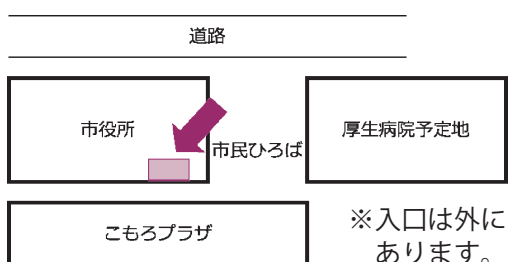 道路
市役所
市民ひろば
厚生病院予定地
こもろプラザ
※入口は外に
あります。